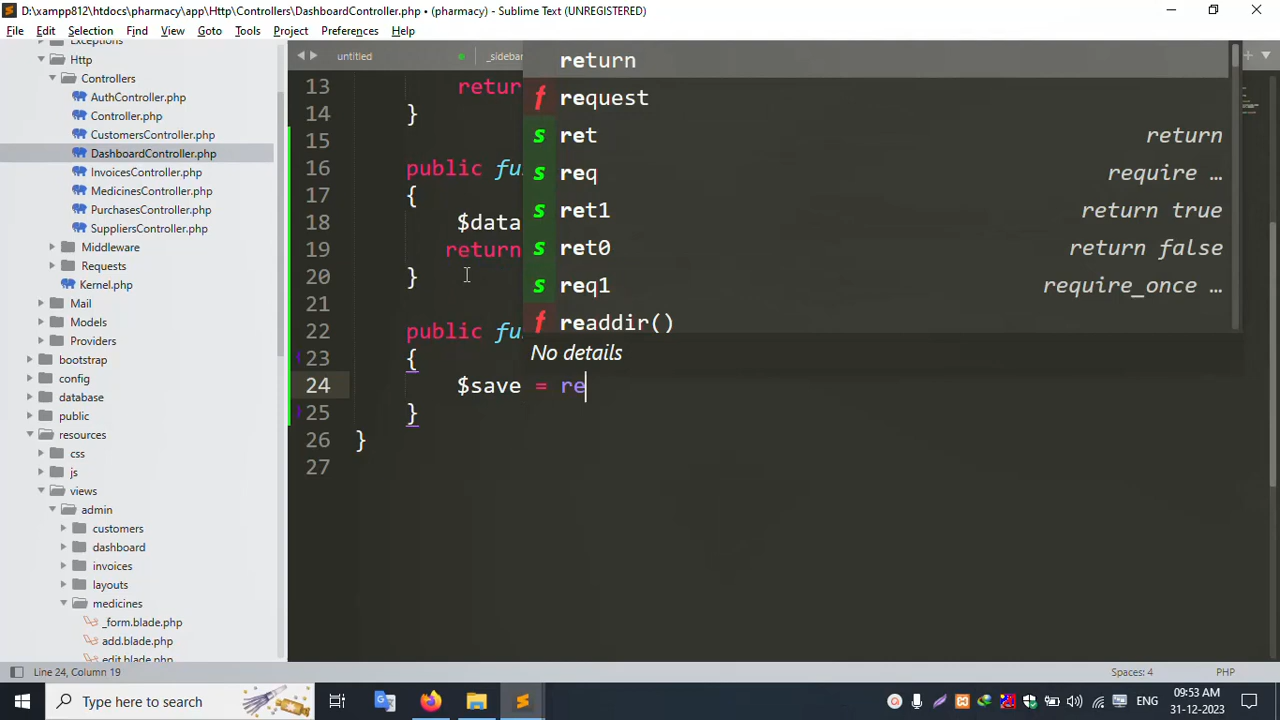 D:\xampp812\htdocs\pharmacy\app\Http\Controllers\DashboardController.php • (pharmacy) - Sublime Text (UNREGISTERED)
File Edit Selection Find View Goto Tools Project Preferences Help
Exceptions
Http
Controllers
AuthController.php
Controller.php
CustomersController.php
DashboardController.php
InvoicesController.php
MedicinesController.php
PurchasesController.php
SuppliersController.php
Middleware
Requests
Kernel.php
Mail
Models
Providers
bootstrap
config
database
public
resources
css
js
views
admin
customers
dashboard
invoices
layouts
medicines
_form.blade.php
add.blade.php
edit.blade.php
untitled _sidebar
13 retur
14 }
15
16 public fu
17 {
18 $data
19 return
20 }
21
22 public fu
23 {
24 $save = re
25 }
26 }
27
return
f request
s ret return
s req require ...
s ret1 return true
s ret0 return false
s req1 require_once ...
f readdir()
No details
Line 24, Column 19 Spaces: 4 PHP
Type here to search
ENG
09:53 AM
31-12-2023